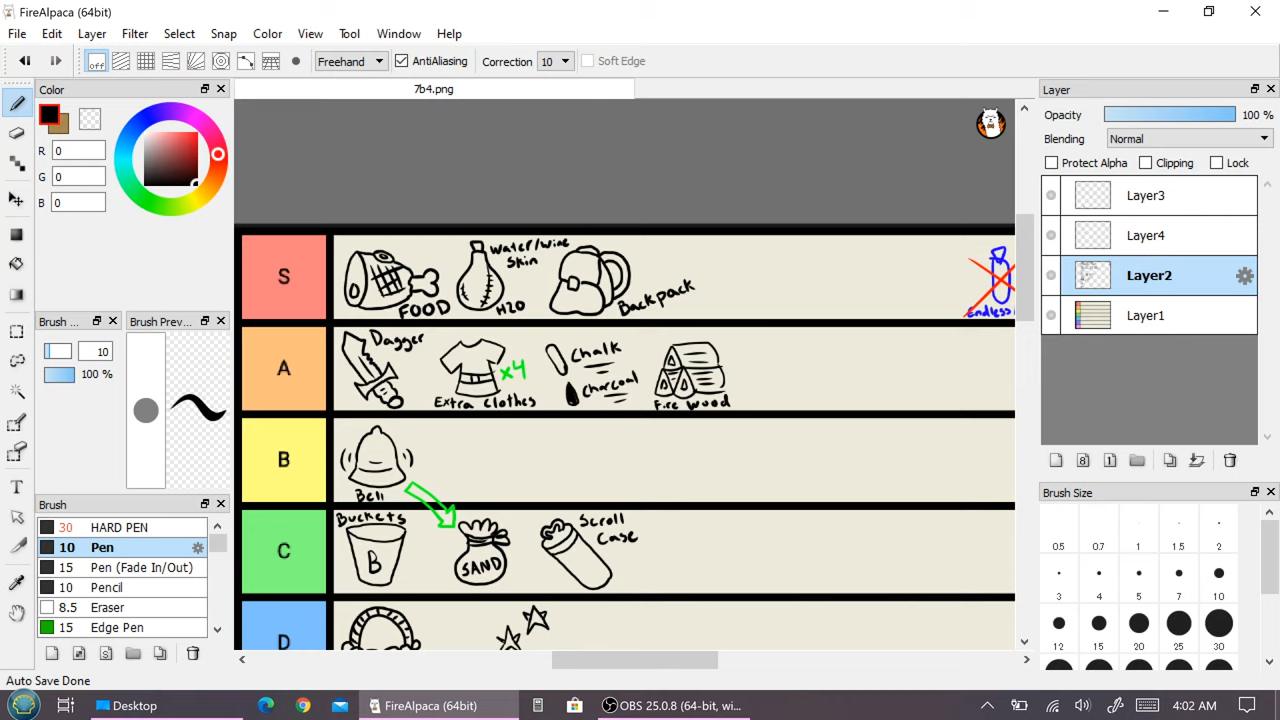 FireAlpaca (64bit)
File Edit Layer Filter Select Snap Color View Tool Window Help
off Freehand AntiAliasing Correction 10 Soft Edge
Color
7b4.png
Layer
R 0
G 0
B 0
Opacity 100 %
Blending Normal
Protect Alpha Clipping Lock
Layer3
Layer4
Layer2
Layer1
Brush ...
Brush Prev...
10
100 %
S
FOOD
Water/Wine
Skin
H2O
Backpack
Endless
A
Dagger
x4
Extra Clothes
Chalk
Charcoal
Fire Wood
B
Bell
C
Buckets
B
SAND
Scroll
Case
D
Brush
30 HARD PEN
10 Pen
15 Pen (Fade In/Out)
10 Pencil
8.5 Eraser
15 Edge Pen
Brush Size
0.5 0.7 1 1.5 2
3 4 5 7 10
12 15 20 25 30
Auto Save Done
Desktop
FireAlpaca (64bit)
OBS 25.0.8 (64-bit, wi...
4:02 AM